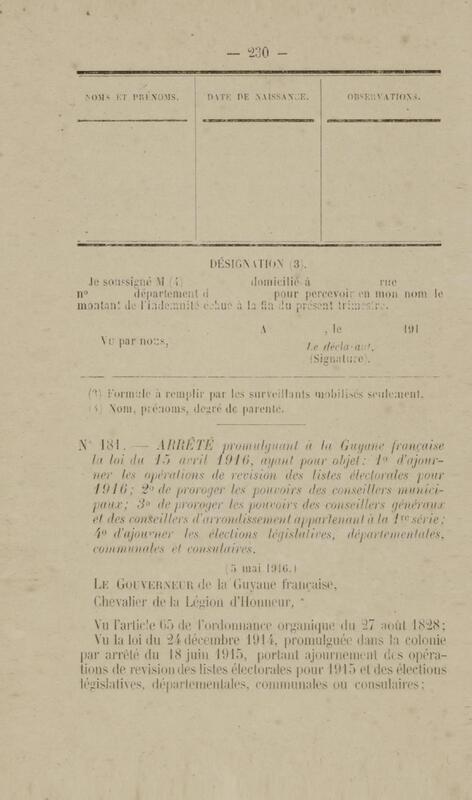 — 230 —
NOMS ET PRÉNOMS. DATE DE NAISSANCE. OBSERVATIONS.
DÉSIGNATION (3).
Je soussigné M (4) domicilié à rue
n° département d pour percevoir en mon nom le
montant de l'indemnité échue à la fin du présent trimestre.
A , le 191
Vu par nous, Le déclarant,
(Signature).
(3) Formule à remplir par les surveillants mobilisés seulement.
(4) Nom, prénoms, degré de parenté.
N° 181. — ARRÊTÉ promulguant à la Guyane française
la loi du 15 avril 1916, ayant pour objet: 1° d'ajour-
ner les opérations de revision des listes électorales pour
1916; 2° de proroger les pouvoirs des conseillers munici-
paux; 3° de proroger les pouvoirs des conseillers généraux
et des conseillers d'arrondissement appartenant à la 1re série;
4° d'ajourner les élections législatives, départementales,
communales et consulaires.
(5 mai 1916.)
LE GOUVERNEUR de la Guyane française,
Chevalier de la Légion d'Honneur,
Vu l'article 65 de l'ordonnance organique du 27 août 1828;
Vu la loi du 24 décembre 1914, promulguée dans la colonie
par arrêté du 18 juin 1915, portant ajournement des opéra-
tions de revision des listes électorales pour 1915 et des élections
législatives, départementales, communales ou consulaires;